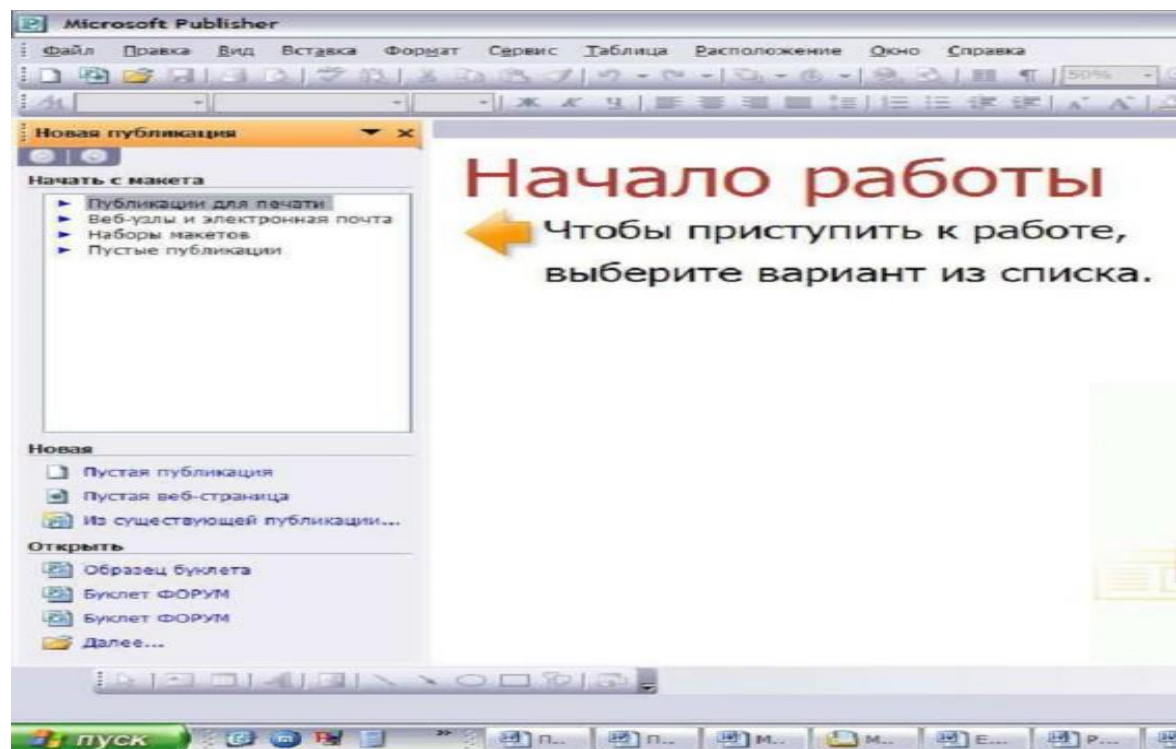 Microsoft Publisher
Файл Правка Вид Вставка Формат Сервис Таблица Расположение Окно Справка
50%
Ж К Ч
Новая публикация
Начать с макета
Публикации для печати
Веб-узлы и электронная почта
Наборы макетов
Пустые публикации
Начало работы
Чтобы приступить к работе,
выберите вариант из списка.
Новая
Пустая публикация
Пустая веб-страница
Из существующей публикации...
Открыть
Образец буклета
Буклет ФОРУМ
Буклет ФОРУМ
Далее...
пуск
П... П... М... М... Е... Р...